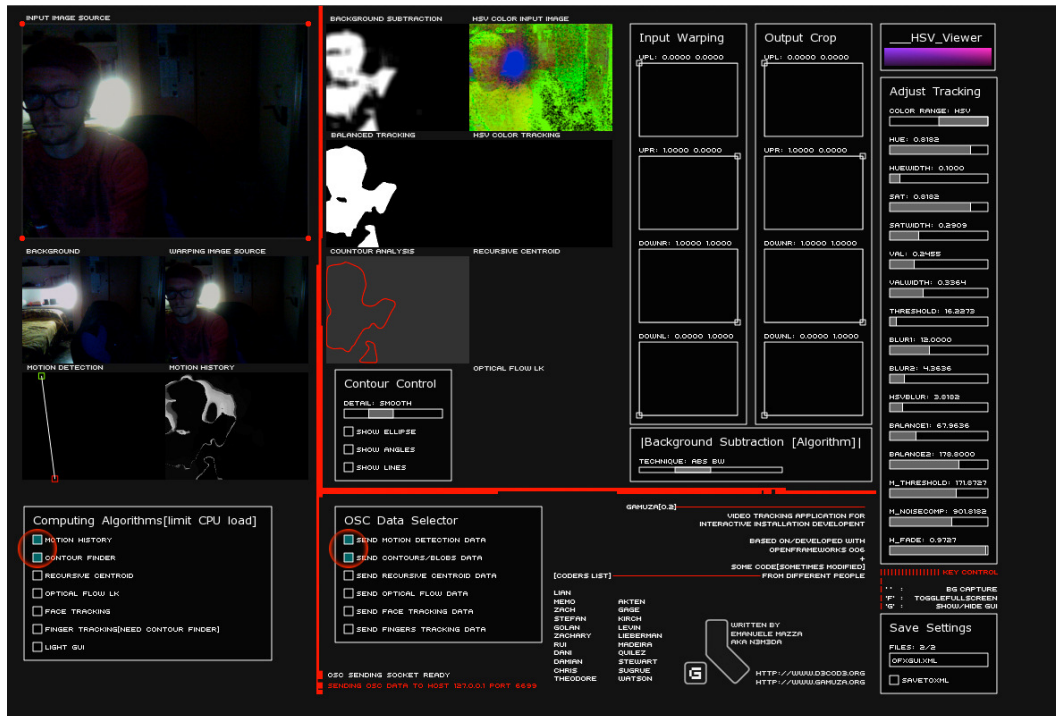 INPUT IMAGE SOURCE
BACKGROUND
WARPING IMAGE SOURCE
MOTION DETECTION
MOTION HISTORY
Computing Algorithms[limit CPU load]
MOTION HISTORY
CONTOUR FINDER
RECURSIVE CENTROID
OPTICAL FLOW LK
FACE TRACKING
FINGER TRACKING[NEED CONTOUR FINDER]
LIGHT GUI
BACKGROUND SUBTRACTION
HSV COLOR INPUT IMAGE
BALANCED TRACKING
HSV COLOR TRACKING
COUNTOUR ANALYSIS
RECURSIVE CENTROID
OPTICAL FLOW LK
Contour Control
DETAIL: SMOOTH
SHOW ELLIPSE
SHOW ANGLES
SHOW LINES
OSC Data Selector
SEND MOTION DETECTION DATA
SEND CONTOURS/BLOBS DATA
SEND RECURSIVE CENTROID DATA
SEND OPTICAL FLOW DATA
SEND FACE TRACKING DATA
SEND FINGERS TRACKING DATA
OSC SENDING SOCKET READY
SENDING OSC DATA TO HOST 127.0.0.1 PORT 6699
Input Warping
UPL: 0.0000 0.0000
UPR: 1.0000 0.0000
DOWNR: 1.0000 1.0000
DOWNL: 0.0000 1.0000
Output Crop
UPL: 0.0000 0.0000
UPR: 1.0000 0.0000
DOWNR: 1.0000 1.0000
DOWNL: 0.0000 1.0000
|Background Subtraction [Algorithm]|
TECHNIQUE: ABS BW
GAMUZA[0.2]
VIDEO TRACKING APPLICATION FOR
INTERACTIVE INSTALLATION DEVELOPENT
BASED ON/DEVELOPED WITH
OPENFRAMEWORKS 006
+
SOME CODE[SOMETIMES MODIFIED]
FROM DIFFERENT PEOPLE
[CODERS LIST]
LIAN
MEMO AKTEN
ZACH GAGE
STEFAN KIRCH
GOLAN LEVIN
ZACHARY LIEBERMAN
RUI MADEIRA
DANI QUILEZ
DAMIAN STEWART
CHRIS SUGRUE
THEODORE WATSON
WRITTEN BY
EMANUELE MAZZA
AKA N3M3DA
G
HTTP://WWW.D3COD3.ORG
HTTP://WWW.GAMUZA.ORG
___HSV_Viewer
Adjust Tracking
COLOR RANGE: HSV
HUE: 0.8182
HUEWIDTH: 0.1000
SAT: 0.8182
SATWIDTH: 0.2909
VAL: 0.2455
VALWIDTH: 0.3364
THRESHOLD: 16.2273
BLUR1: 12.0000
BLUR2: 4.3636
HSVBLUR: 3.8182
BALANCE1: 67.9636
BALANCE2: 178.8000
M_THRESHOLD: 171.8727
M_NOISECOMP: 901.8182
M_FADE: 0.9727
|||||||||||||||| KEY CONTROL
' ' : BG CAPTURE
'F' : TOGGLEFULLSCREEN
'G' : SHOW/HIDE GUI
Save Settings
FILES: 2/2
OFXGUI.XML
SAVETOXML